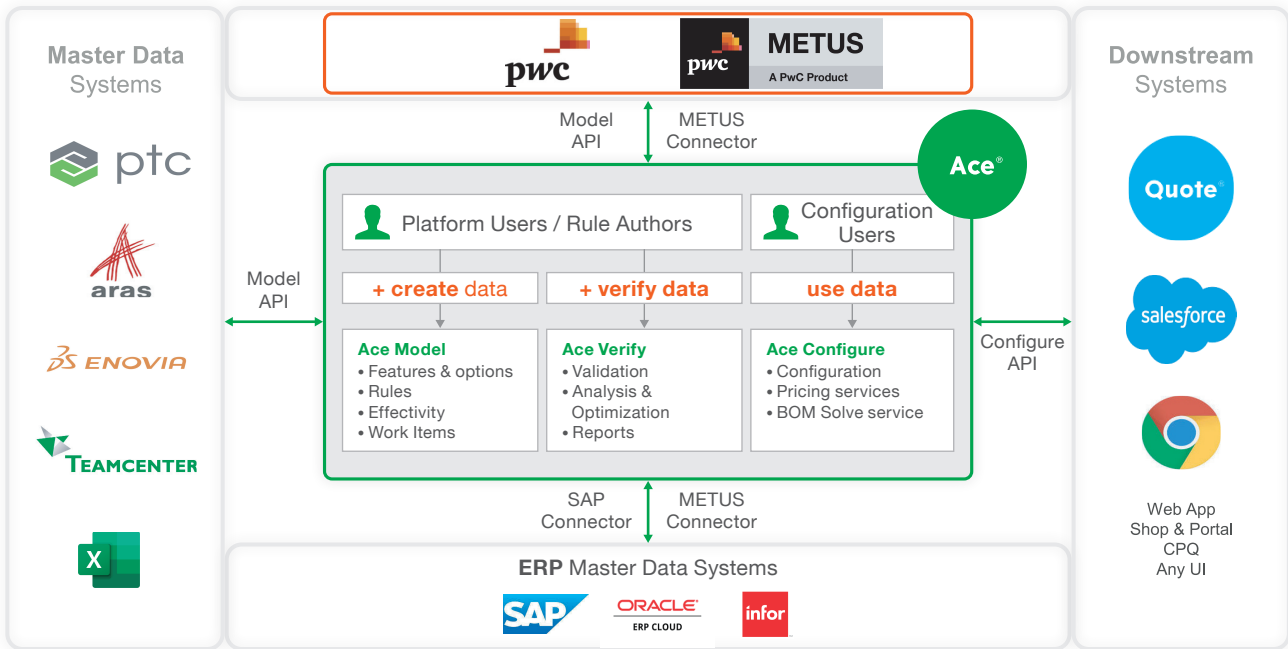 Master Data
Systems
ptc
aras
ENOVIA
TEAMCENTER
X
pwc
pwc
METUS
A PwC Product
Model
API
METUS
Connector
Ace®
Platform Users / Rule Authors
Configuration
Users
+ create data
+ verify data
use data
Ace Model
• Features & options
• Rules
• Effectivity
• Work Items
Ace Verify
• Validation
• Analysis &
Optimization
• Reports
Ace Configure
• Configuration
• Pricing services
• BOM Solve service
Model
API
Configure
API
SAP
Connector
METUS
Connector
ERP Master Data Systems
SAP
ORACLE®
ERP CLOUD
infor
Downstream
Systems
Quote®
salesforce
Web App
Shop & Portal
CPQ
Any UI